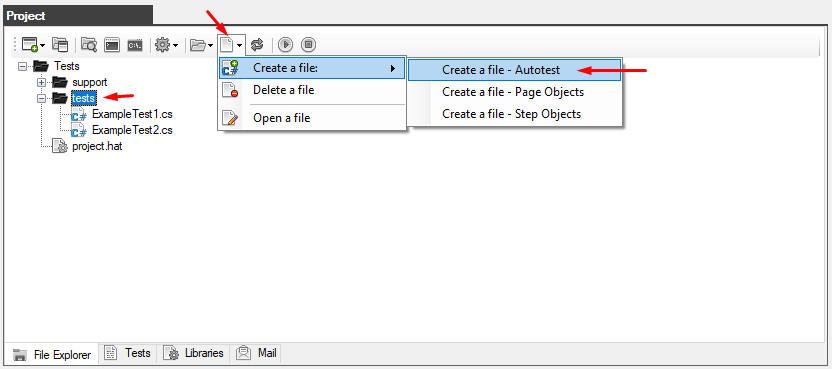 Project
Tests
support
tests
ExampleTest1.cs
ExampleTest2.cs
project.hat
Create a file:
Delete a file
Open a file
Create a file - Autotest
Create a file - Page Objects
Create a file - Step Objects
File Explorer
Tests
Libraries
Mail